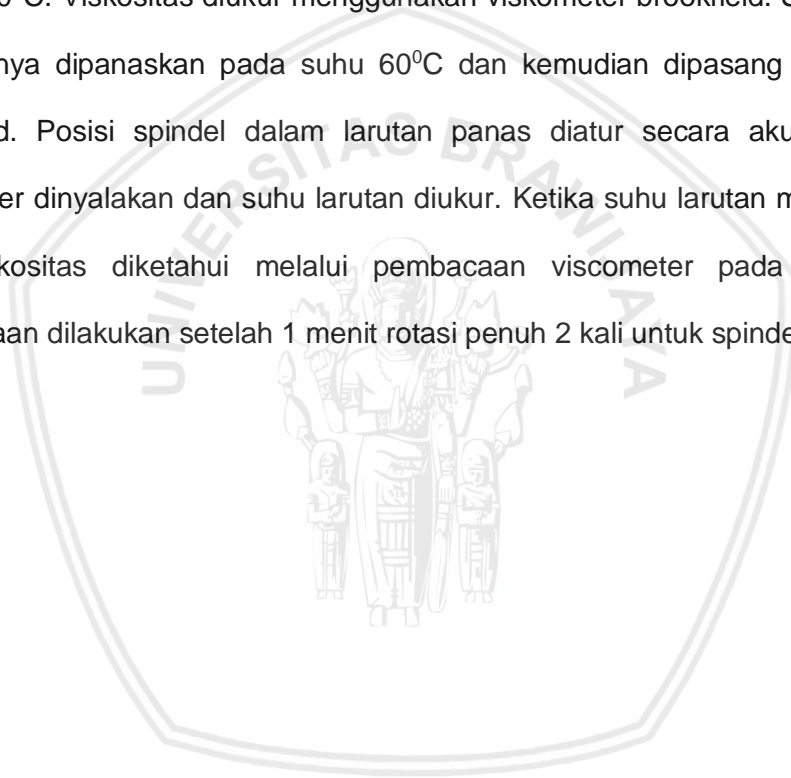 0°C. Viskositas diukur menggunakan viskometer brookfield.
nya dipanaskan pada suhu 60⁰C dan kemudian dipasang
d. Posisi spindel dalam larutan panas diatur secara aku
er dinyalakan dan suhu larutan diukur. Ketika suhu larutan m
kositas diketahui melalui pembacaan viscometer pada
aan dilakukan setelah 1 menit rotasi penuh 2 kali untuk spinde
UNIVERSITAS BRAWIJAYA